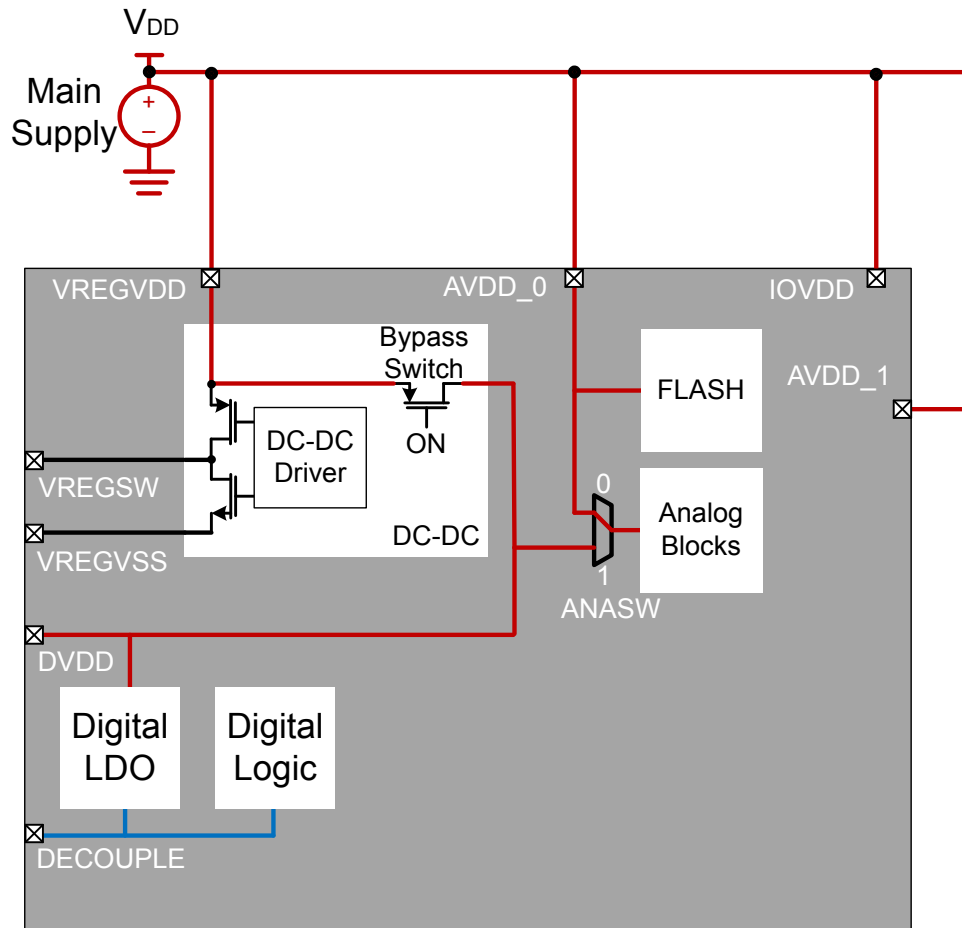 VDD
Main
Supply
+
−
VREGVDD
AVDD_0
IOVDD
Bypass
Switch
FLASH
AVDD_1
ON
DC-DC
Driver
VREGSW
0
Analog
Blocks
DC-DC
VREGVSS
1
ANASW
DVDD
Digital
LDO
Digital
Logic
DECOUPLE